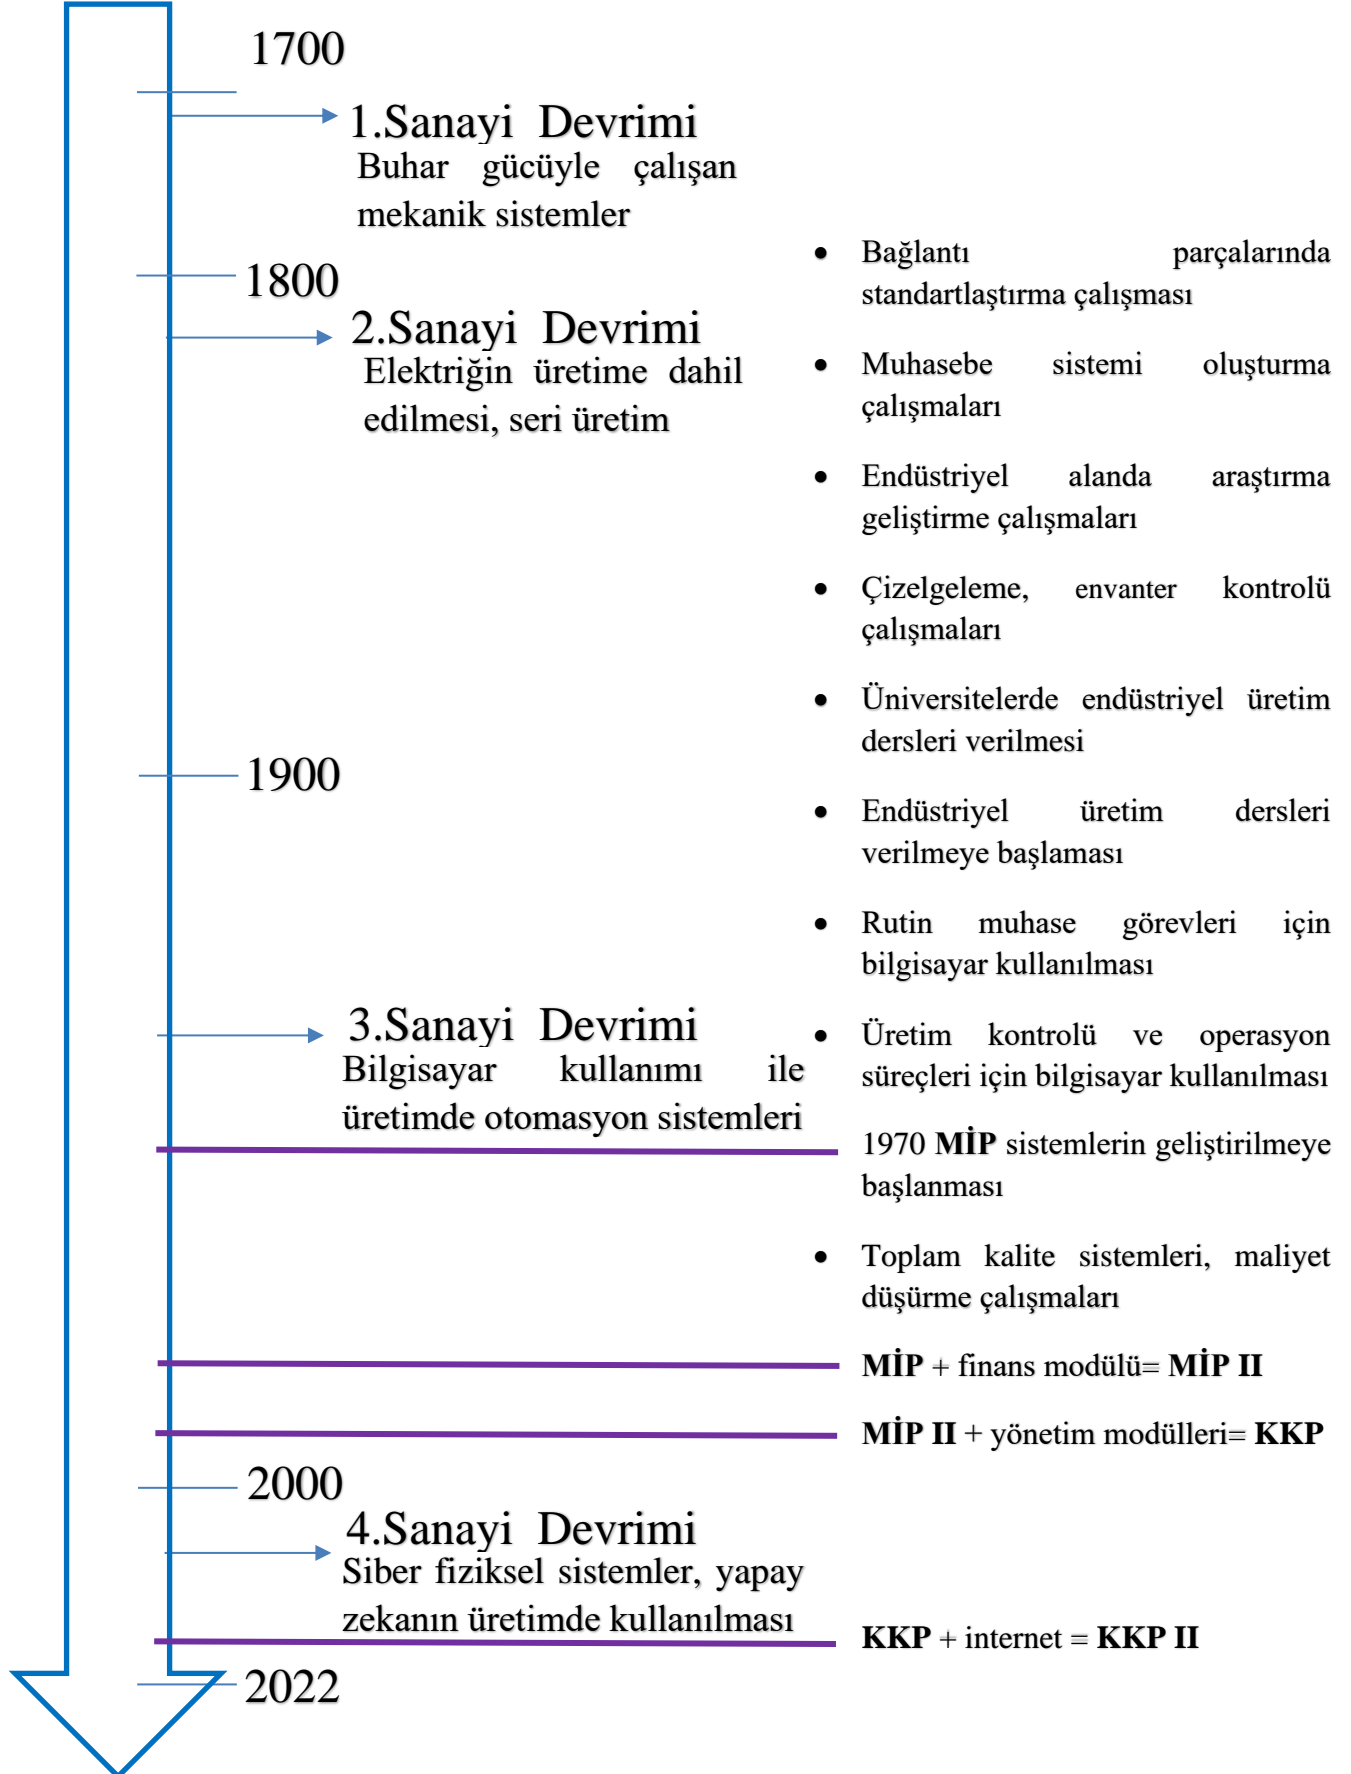 1700
1.Sanayi Devrimi
Buhar gücüyle çalışan
mekanik sistemler
1800
2.Sanayi Devrimi
Elektriğin üretime dahil
edilmesi, seri üretim
• Bağlantı parçalarında
standartlaştırma çalışması
• Muhasebe sistemi oluşturma
çalışmaları
• Endüstriyel alanda araştırma
geliştirme çalışmaları
• Çizelgeleme, envanter kontrolü
çalışmaları
• Üniversitelerde endüstriyel üretim
dersleri verilmesi
1900
• Endüstriyel üretim dersleri
verilmeye başlaması
• Rutin muhase görevleri için
bilgisayar kullanılması
3.Sanayi Devrimi
Bilgisayar kullanımı ile
üretimde otomasyon sistemleri
• Üretim kontrolü ve operasyon
süreçleri için bilgisayar kullanılması
1970 MİP sistemlerin geliştirilmeye
başlanması
• Toplam kalite sistemleri, maliyet
düşürme çalışmaları
MİP + finans modülü= MİP II
MİP II + yönetim modülleri= KKP
2000
4.Sanayi Devrimi
Siber fiziksel sistemler, yapay
zekanın üretimde kullanılması
KKP + internet = KKP II
2022